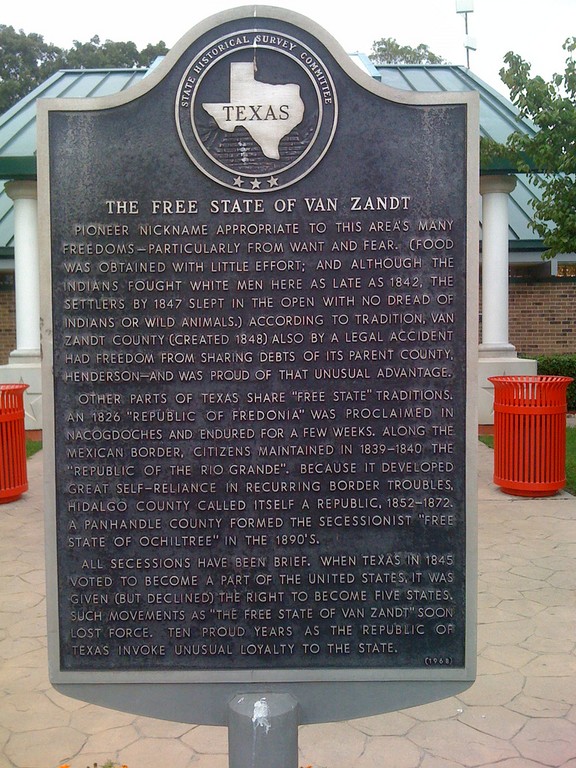 STATE HISTORICAL SURVEY COMMITTEE
TEXAS
THE FREE STATE OF VAN ZANDT
PIONEER NICKNAME APPROPRIATE TO THIS AREA'S MANY
FREEDOMS—PARTICULARLY FROM WANT AND FEAR. (FOOD
WAS OBTAINED WITH LITTLE EFFORT; AND ALTHOUGH THE
INDIANS FOUGHT WHITE MEN HERE AS LATE AS 1842, THE
SETTLERS BY 1847 SLEPT IN THE OPEN WITH NO DREAD OF
INDIANS OR WILD ANIMALS.) ACCORDING TO TRADITION, VAN
ZANDT COUNTY (CREATED 1848) ALSO BY A LEGAL ACCIDENT
HAD FREEDOM FROM SHARING DEBTS OF ITS PARENT COUNTY,
HENDERSON—AND WAS PROUD OF THAT UNUSUAL ADVANTAGE.
OTHER PARTS OF TEXAS SHARE "FREE STATE" TRADITIONS.
AN 1826 "REPUBLIC OF FREDONIA" WAS PROCLAIMED IN
NACOGDOCHES AND ENDURED FOR A FEW WEEKS. ALONG THE
MEXICAN BORDER, CITIZENS MAINTAINED IN 1839-1840 THE
"REPUBLIC OF THE RIO GRANDE". BECAUSE IT DEVELOPED
GREAT SELF-RELIANCE IN RECURRING BORDER TROUBLES,
HIDALGO COUNTY CALLED ITSELF A REPUBLIC, 1852-1872.
A PANHANDLE COUNTY FORMED THE SECESSIONIST "FREE
STATE OF OCHILTREE" IN THE 1890'S.
ALL SECESSIONS HAVE BEEN BRIEF. WHEN TEXAS IN 1845
VOTED TO BECOME A PART OF THE UNITED STATES, IT WAS
GIVEN (BUT DECLINED) THE RIGHT TO BECOME FIVE STATES.
SUCH MOVEMENTS AS "THE FREE STATE OF VAN ZANDT" SOON
LOST FORCE. TEN PROUD YEARS AS THE REPUBLIC OF
TEXAS INVOKE UNUSUAL LOYALTY TO THE STATE.
(1968)